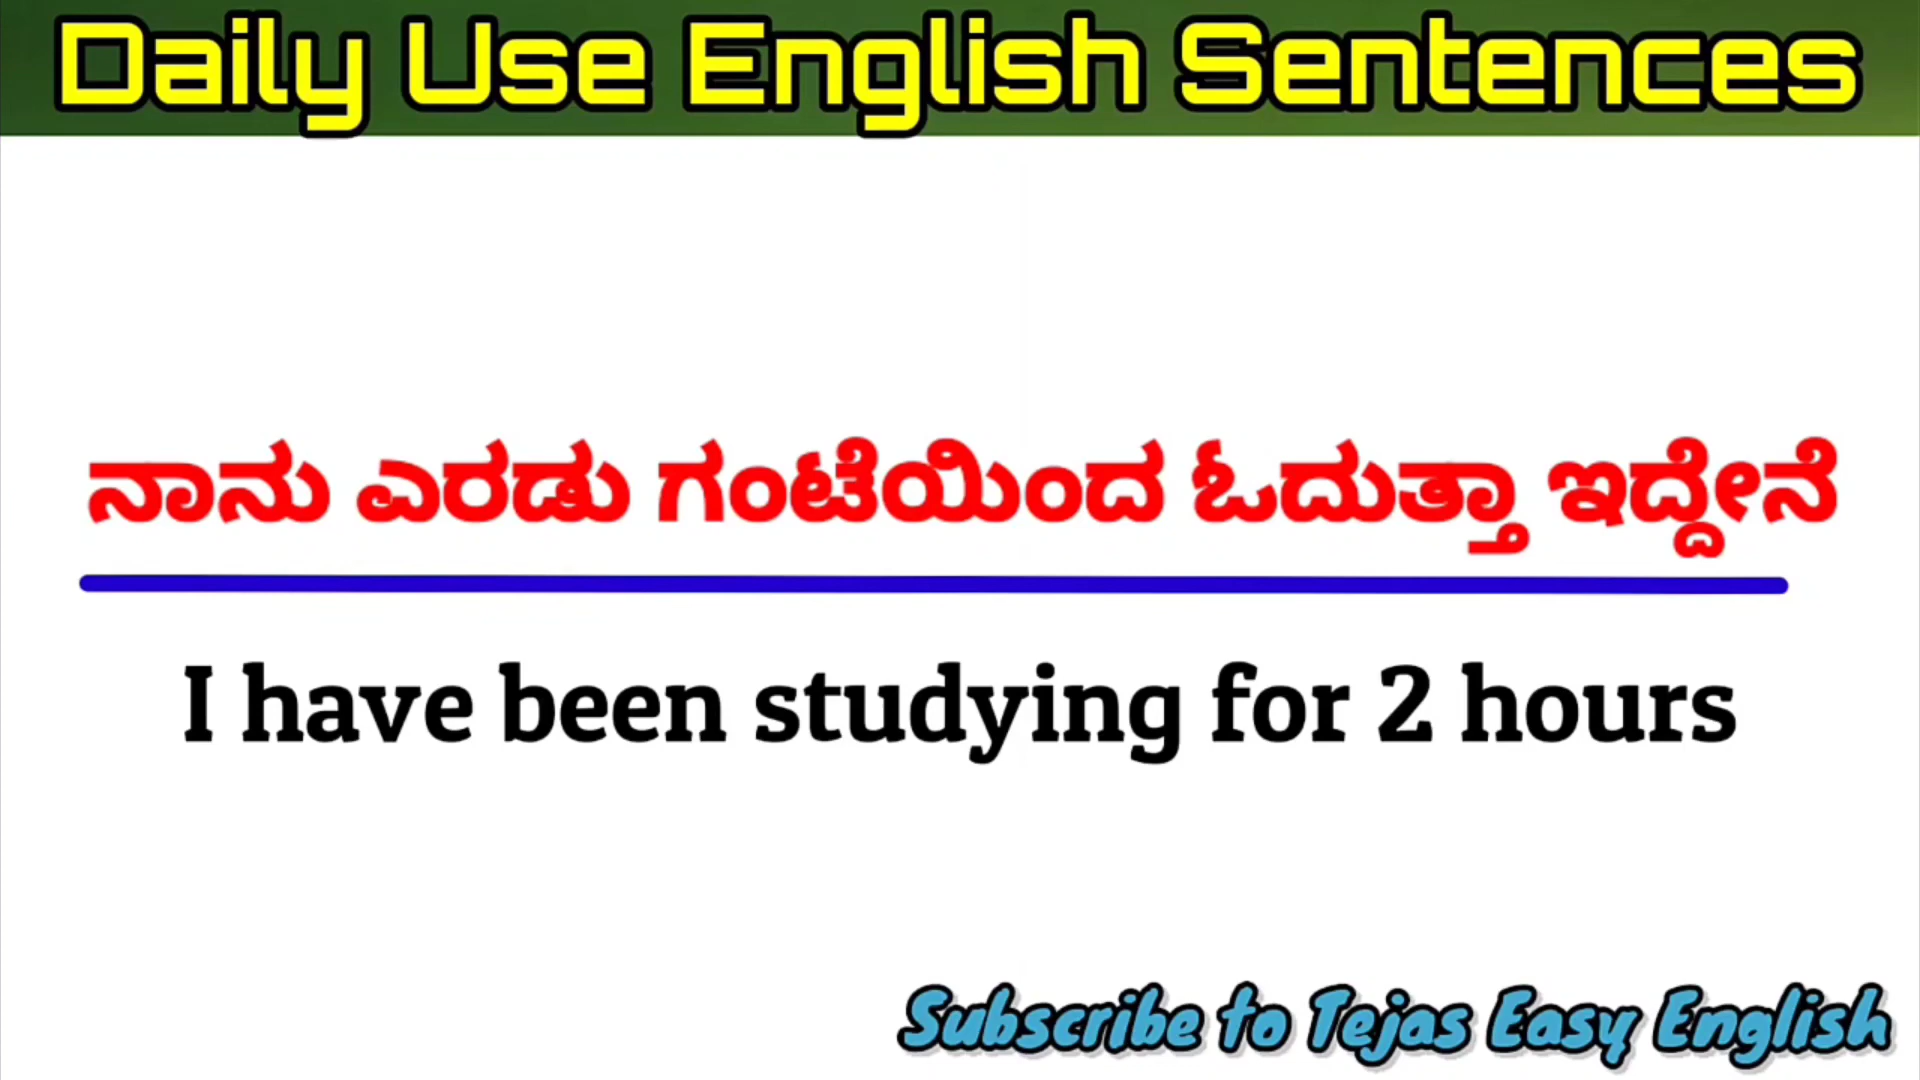 Daily Use English Sentences
ನಾನು ಎರಡು ಗಂಟೆಯಿಂದ ಓದುತ್ತಾ ಇದ್ದೇನೆ
I have been studying for 2 hours
Subscribe to Tejas Easy English